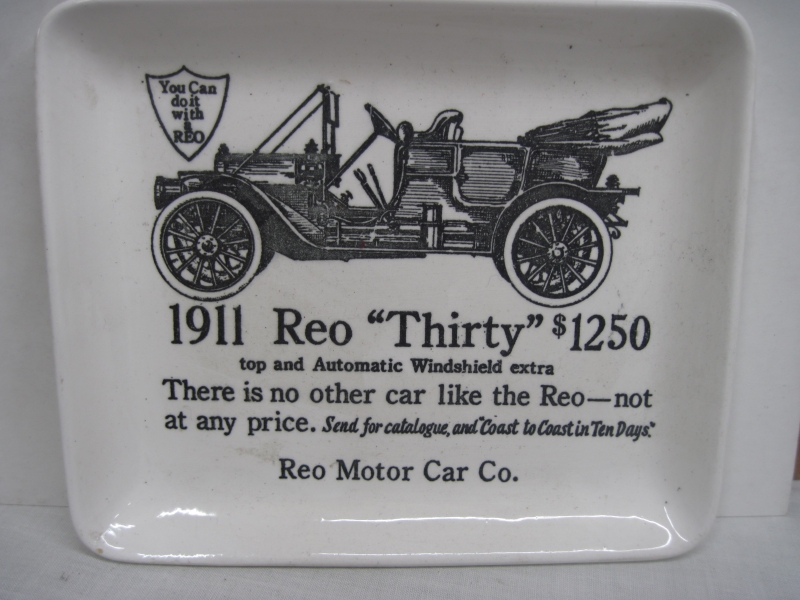 You Can
do it
with
a
REO
1911 Reo "Thirty" $1250
top and Automatic Windshield extra
There is no other car like the Reo—not
at any price. Send for catalogue, and "Coast to Coast in Ten Days."
Reo Motor Car Co.